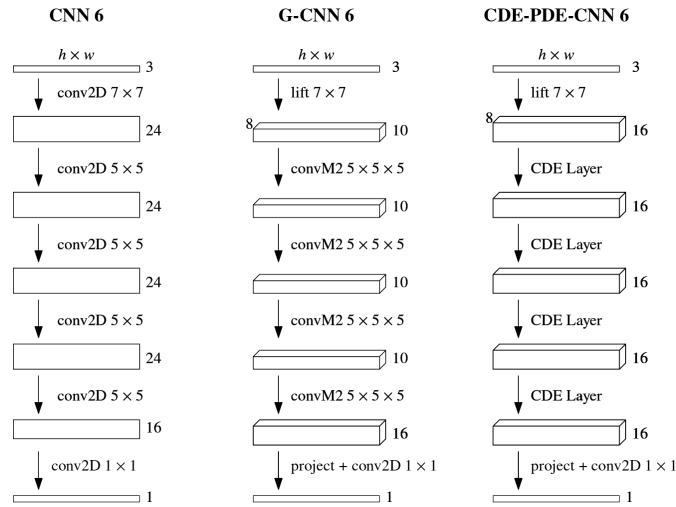 CNN 6 G-CNN 6 CDE-PDE-CNN 6
h × w h × w h × w
3 3 3
conv2D 7 × 7 lift 7 × 7 lift 7 × 7
8 8
24 10 16
conv2D 5 × 5 convM2 5 × 5 × 5 CDE Layer
24 10 16
conv2D 5 × 5 convM2 5 × 5 × 5 CDE Layer
24 10 16
conv2D 5 × 5 convM2 5 × 5 × 5 CDE Layer
24 10 16
conv2D 5 × 5 convM2 5 × 5 × 5 CDE Layer
16 16 16
conv2D 1 × 1 project + conv2D 1 × 1 project + conv2D 1 × 1
1 1 1